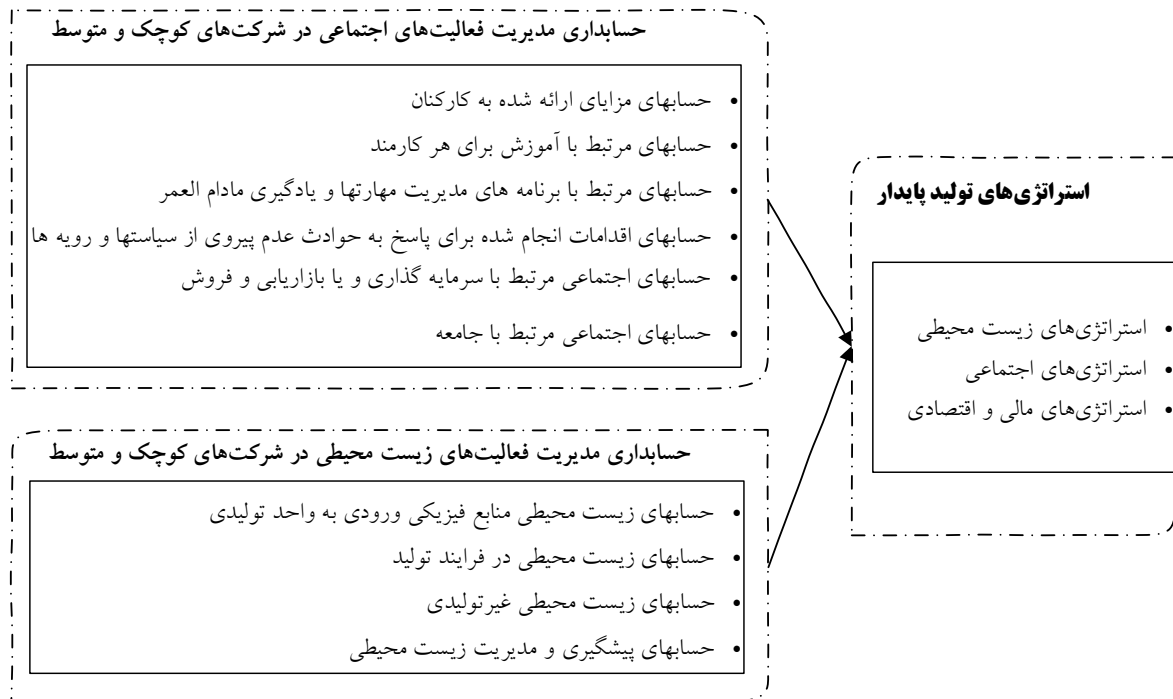 حسابداری مدیریت فعالیت‌های اجتماعی در شرکت‌های کوچک و متوسط
• حسابهای مزایای ارائه شده به کارکنان
• حسابهای مرتبط با آموزش برای هر کارمند
• حسابهای مرتبط با برنامه های مدیریت مهارتها و یادگیری مادام العمر
• حسابهای اقدامات انجام شده برای پاسخ به حوادث عدم پیروی از سیاستها و رویه ها
• حسابهای اجتماعی مرتبط با سرمایه گذاری و یا بازاریابی و فروش
• حسابهای اجتماعی مرتبط با جامعه
حسابداری مدیریت فعالیت‌های زیست محیطی در شرکت‌های کوچک و متوسط
• حسابهای زیست محیطی منابع فیزیکی ورودی به واحد تولیدی
• حسابهای زیست محیطی در فرایند تولید
• حسابهای زیست محیطی غیرتولیدی
• حسابهای پیشگیری و مدیریت زیست محیطی
استراتژی‌های تولید پایدار
• استراتژی‌های زیست محیطی
• استراتژی‌های اجتماعی
• استراتژی‌های مالی و اقتصادی